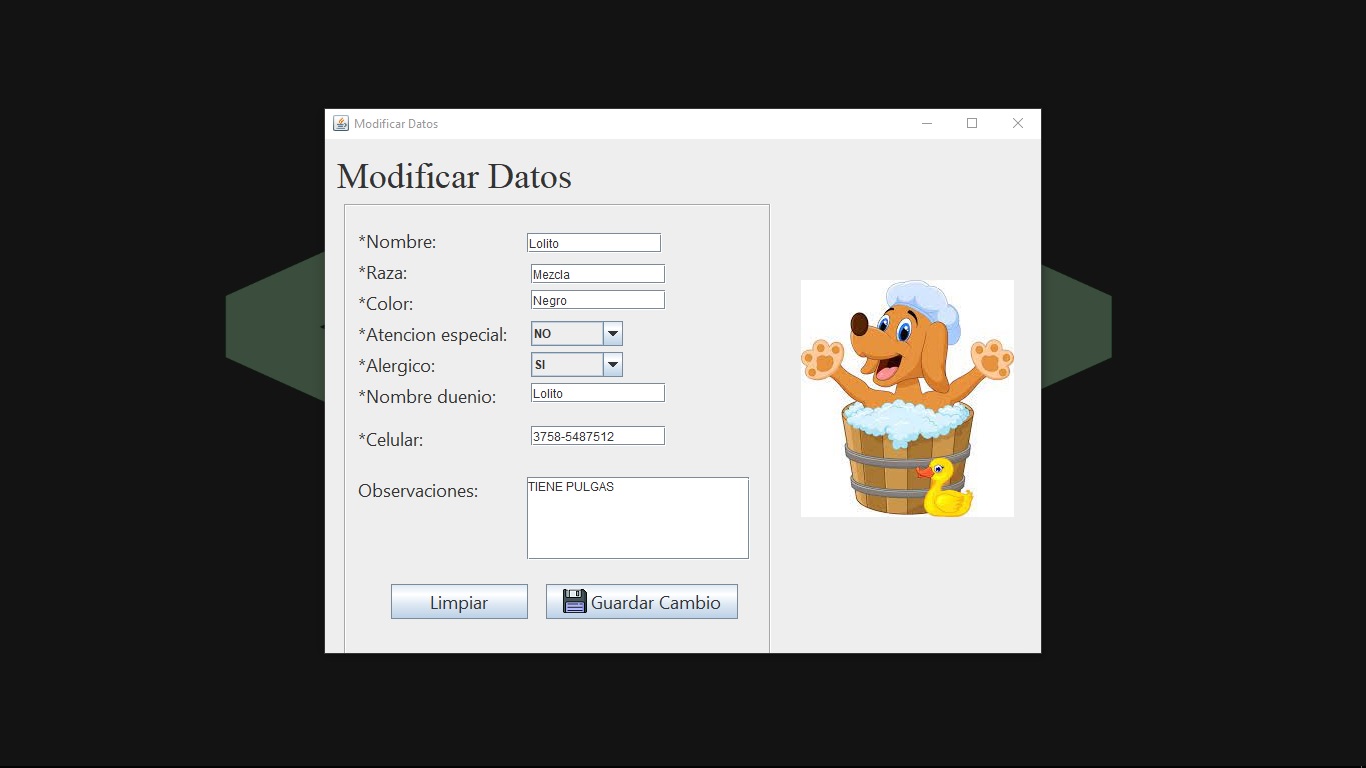 Modificar Datos
Modificar Datos
*Nombre: Lolito
*Raza: Mezcla
*Color: Negro
*Atencion especial: NO
*Alergico: SI
*Nombre duenio: Lolito
*Celular: 3758-5487512
Observaciones: TIENE PULGAS
Limpiar Guardar Cambio